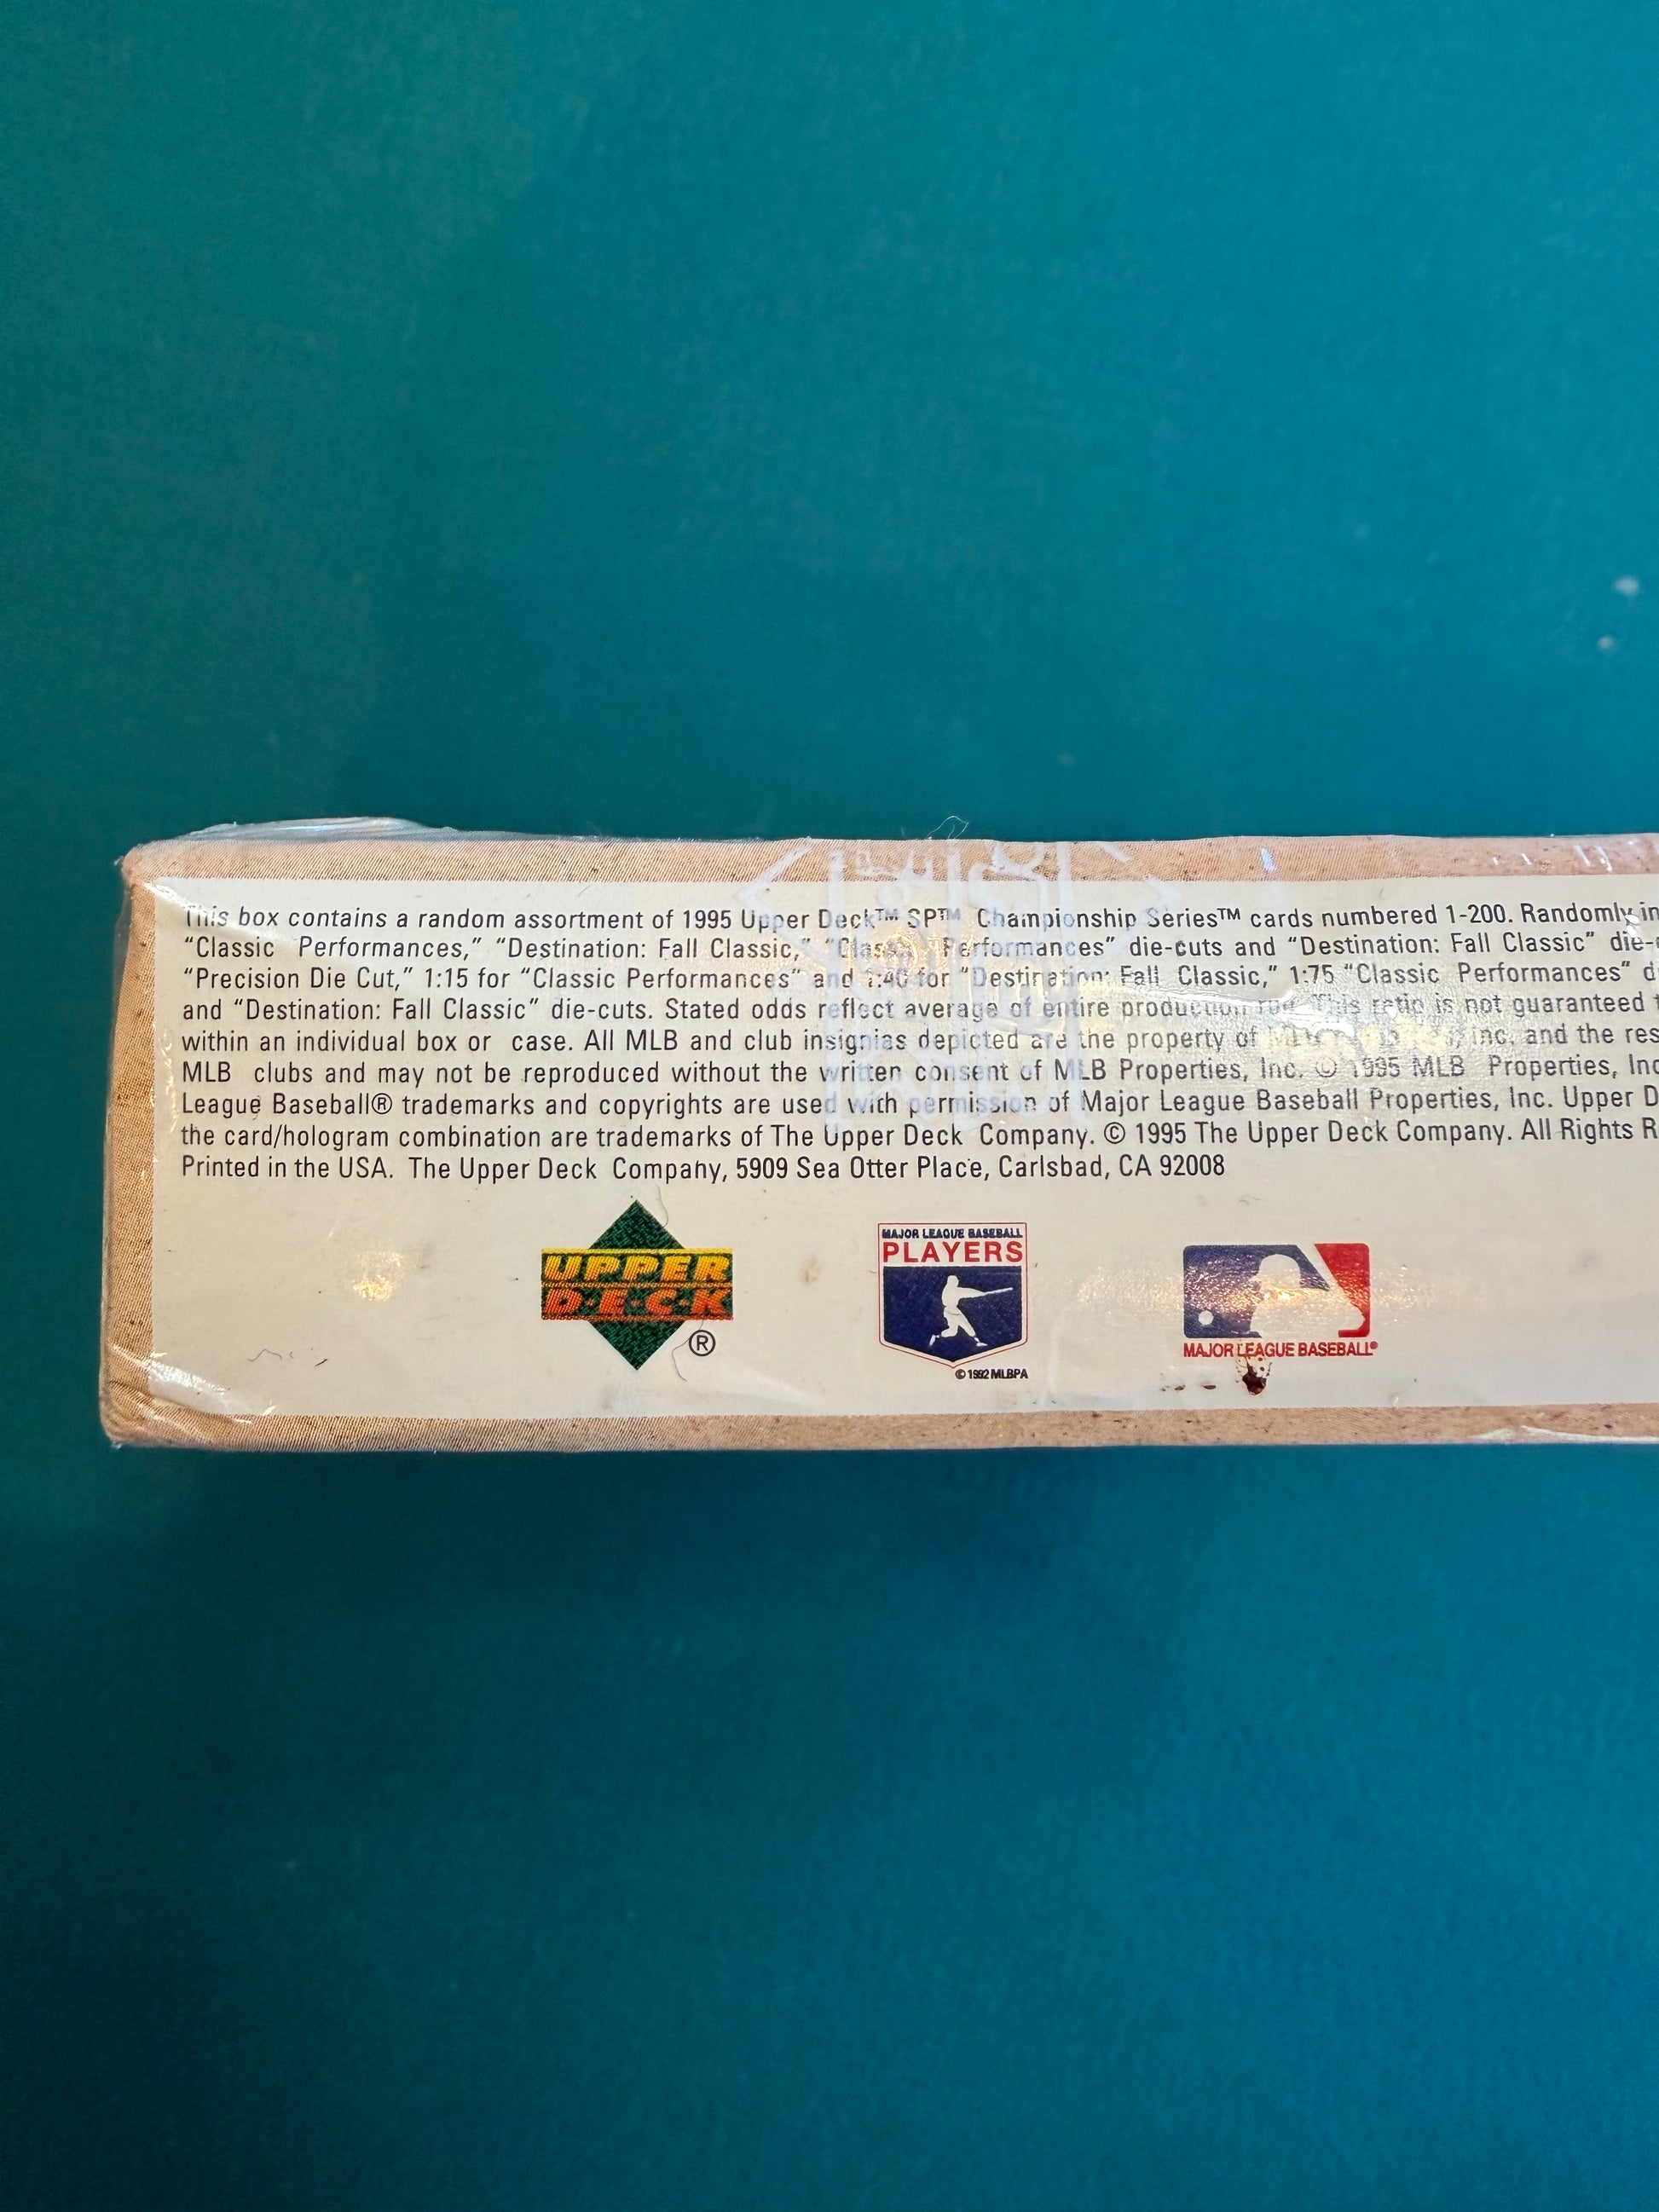 This box contains a random assortment of 1995 Upper Deck™ SP™ Championship Series™ cards numbered 1-200. Randomly in
“Classic Performances,” “Destination: Fall Classic,” “Classic Performances” die-cuts and “Destination: Fall Classic” die-
“Precision Die Cut,” 1:15 for “Classic Performances” and 1:40 for “Destination: Fall Classic,” 1:75 “Classic Performances” d
and “Destination: Fall Classic” die-cuts. Stated odds reflect average of entire production run. This ratio is not guaranteed
within an individual box or case. All MLB and club insignias depicted are the property of Inc. and the res
MLB clubs and may not be reproduced without the written consent of MLB Properties, Inc. © 1995 MLB Properties, Inc
League Baseball® trademarks and copyrights are used with permission of Major League Baseball Properties, Inc. Upper D
the card/hologram combination are trademarks of The Upper Deck Company. © 1995 The Upper Deck Company. All Rights R
Printed in the USA. The Upper Deck Company, 5909 Sea Otter Place, Carlsbad, CA 92008
UPPER
D·E·C·K
®
MAJOR LEAGUE BASEBALL
PLAYERS
© 1992 MLBPA
MAJOR LEAGUE BASEBALL®